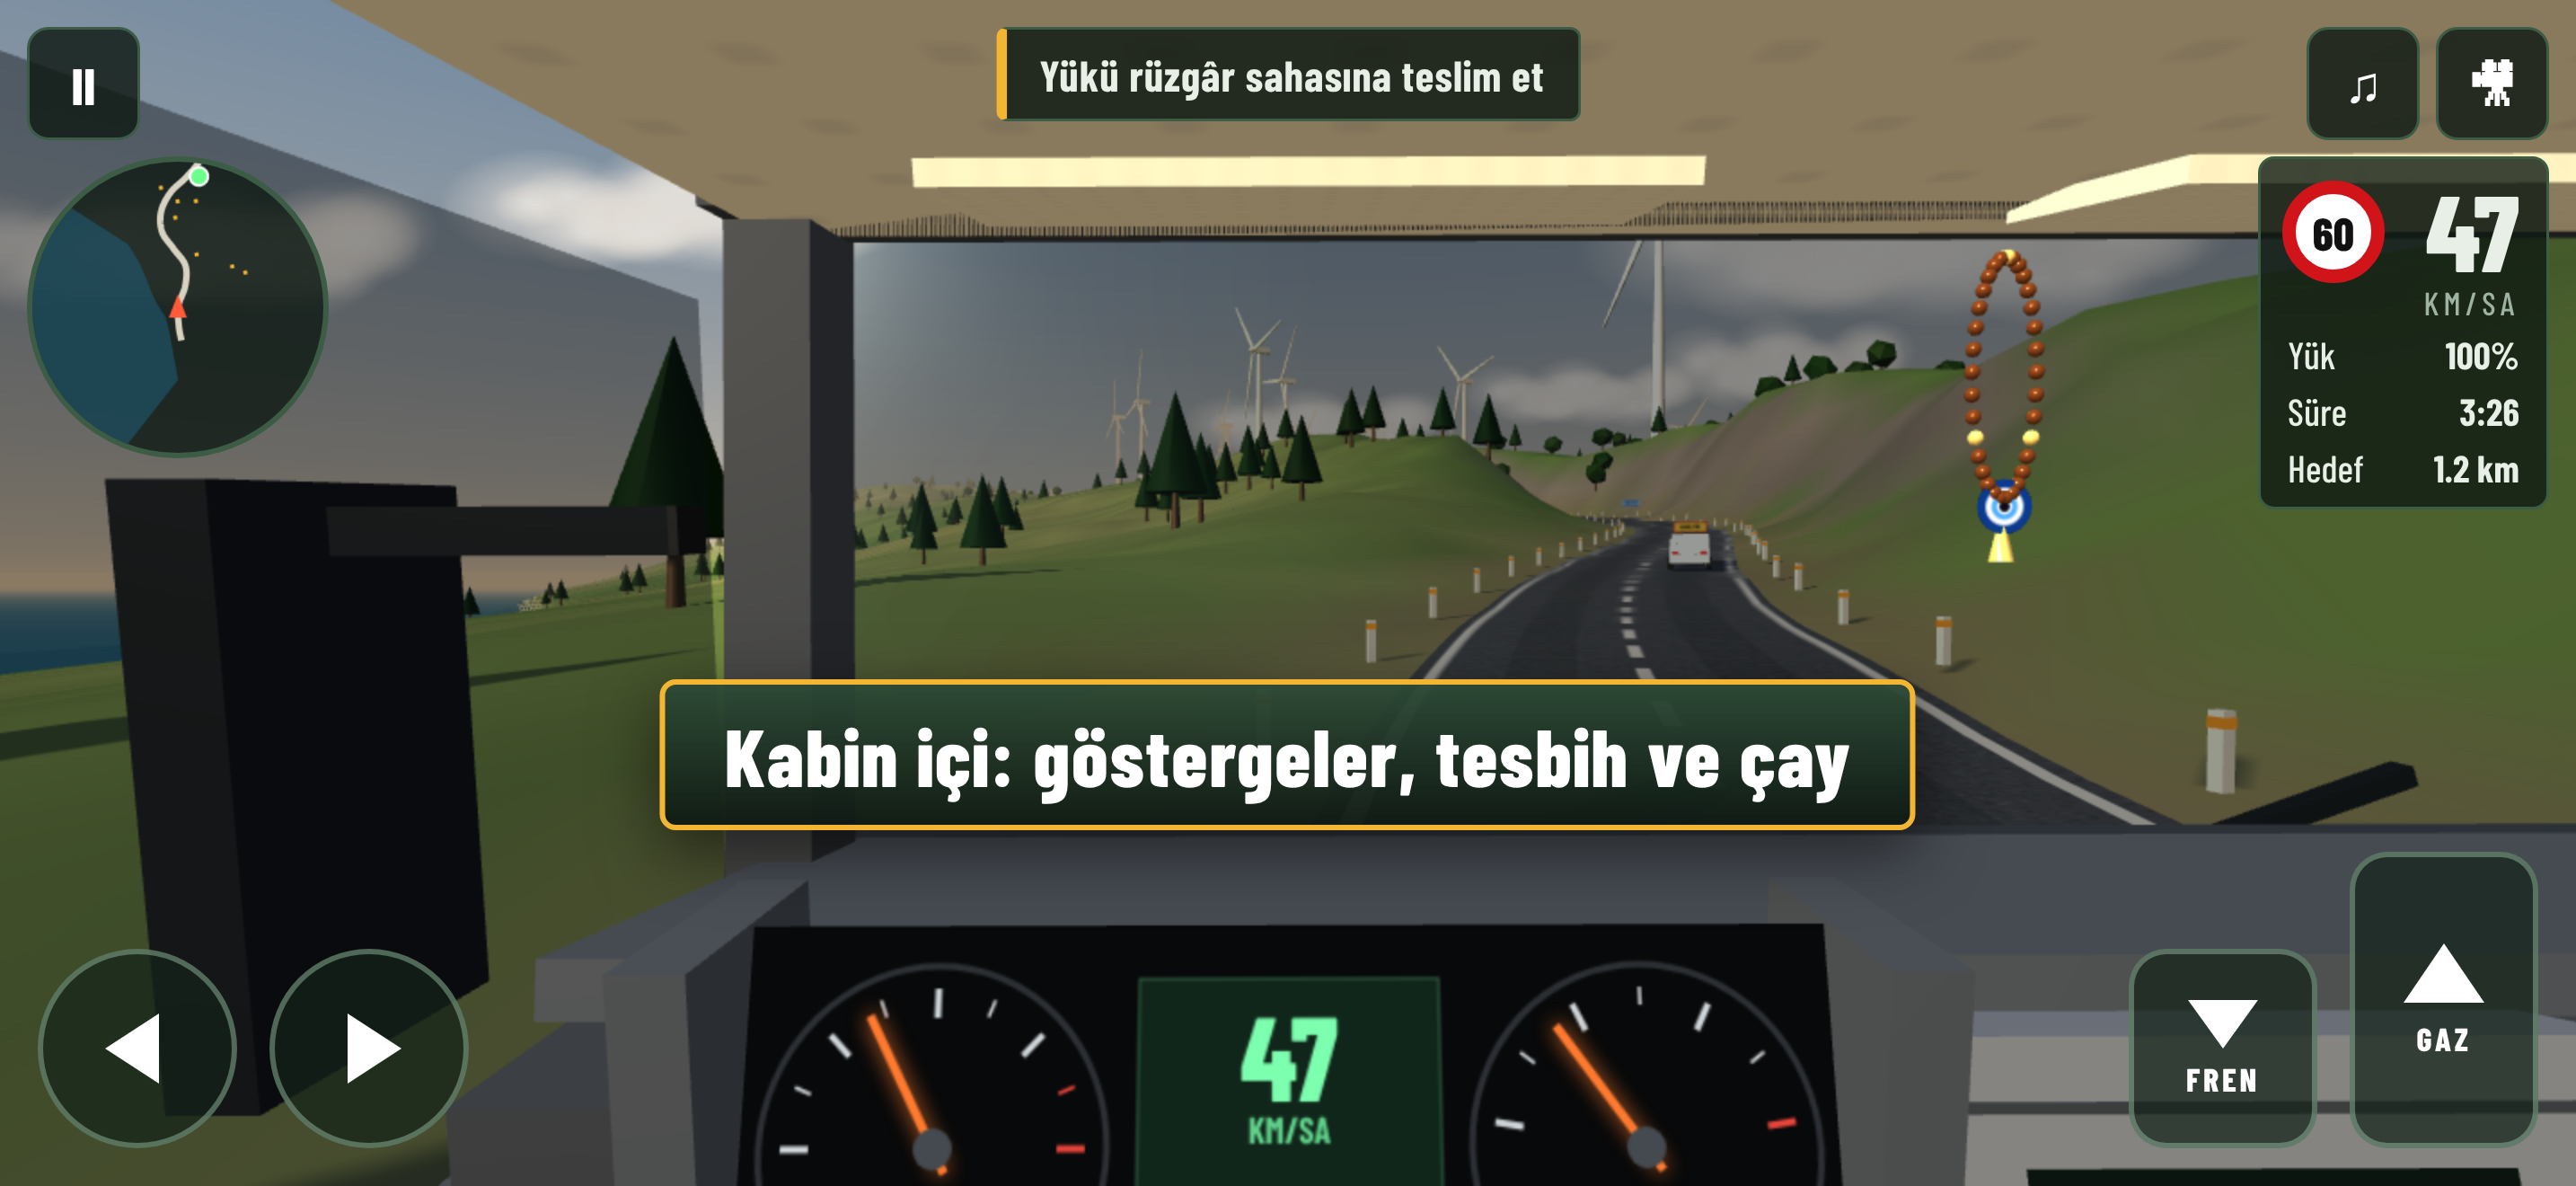 Yükü rüzgâr sahasına teslim et
60
47
KM/SA
Yük 100%
Süre 3:26
Hedef 1.2 km
Kabin içi: göstergeler, tesbih ve çay
47
KM/SA
FREN
GAZ